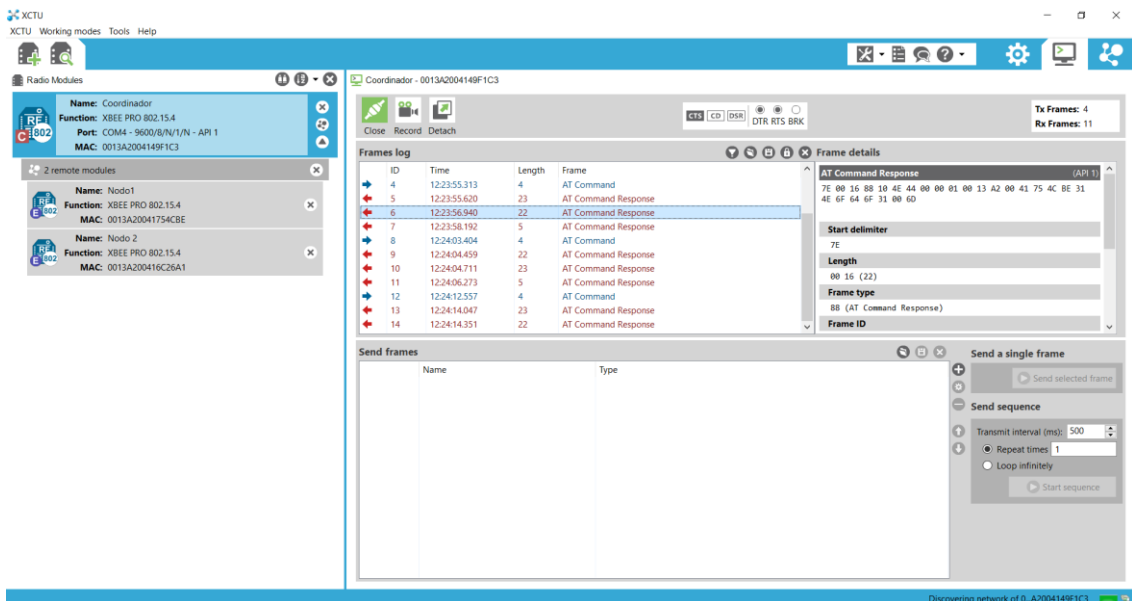 XCTU
XCTU Working modes Tools Help
Radio Modules
Name: Coordinador
Function: XBEE PRO 802.15.4
Port: COM4 - 9600/8/N/1/N - API 1
MAC: 0013A2004149F1C3
2 remote modules
Name: Nodo1
Function: XBEE PRO 802.15.4
MAC: 0013A20041754CBE
Name: Nodo 2
Function: XBEE PRO 802.15.4
MAC: 0013A200416C26A1
Coordinador - 0013A2004149F1C3
Close Record Detach
CTS CD DSR DTR RTS BRK
Tx Frames: 4
Rx Frames: 11
Frames log
ID Time Length Frame
4 12:23:55.313 4 AT Command
5 12:23:55.620 23 AT Command Response
6 12:23:56.940 22 AT Command Response
7 12:23:58.192 5 AT Command Response
8 12:24:03.404 4 AT Command
9 12:24:04.459 22 AT Command Response
10 12:24:04.711 23 AT Command Response
11 12:24:06.273 5 AT Command Response
12 12:24:12.557 4 AT Command
13 12:24:14.047 23 AT Command Response
14 12:24:14.351 22 AT Command Response
Frame details
AT Command Response (API 1)
7E 00 16 88 10 4E 44 00 00 01 00 13 A2 00 41 75 4C BE 31
4E 6F 64 6F 31 00 6D
Start delimiter
7E
Length
00 16 (22)
Frame type
88 (AT Command Response)
Frame ID
Send frames
Name Type
Send a single frame
Send selected frame
Send sequence
Transmit interval (ms): 500
Repeat times 1
Loop infinitely
Start sequence
Discovering network of 0...A2004149F1C3